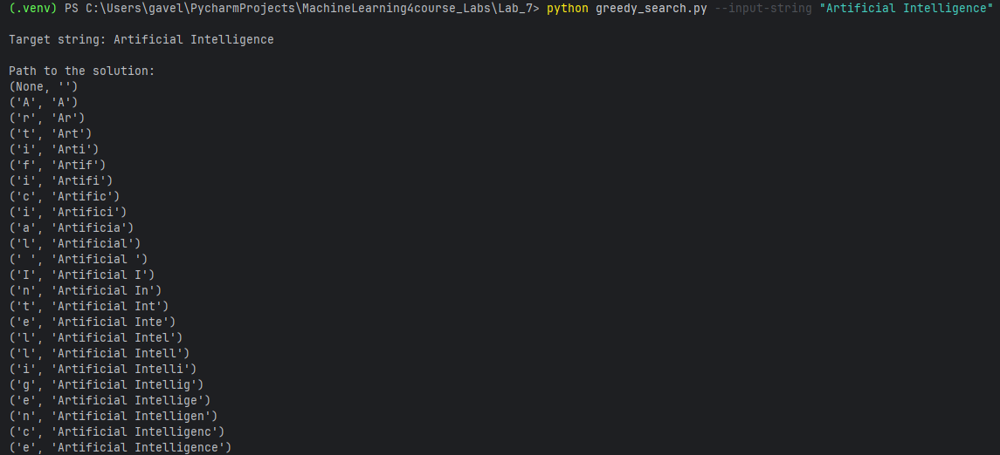 (.venv) PS C:\Users\gavel\PycharmProjects\MachineLearning4course_Labs\Lab_7> python greedy_search.py --input-string "Artificial Intelligence"
Target string: Artificial Intelligence
Path to the solution:
(None, '')
('A', 'A')
('r', 'Ar')
('t', 'Art')
('i', 'Arti')
('f', 'Artif')
('i', 'Artifi')
('c', 'Artific')
('i', 'Artifici')
('a', 'Artificia')
('l', 'Artificial')
(' ', 'Artificial ')
('I', 'Artificial I')
('n', 'Artificial In')
('t', 'Artificial Int')
('e', 'Artificial Inte')
('l', 'Artificial Intel')
('l', 'Artificial Intell')
('i', 'Artificial Intelli')
('g', 'Artificial Intellig')
('e', 'Artificial Intellige')
('n', 'Artificial Intelligen')
('c', 'Artificial Intelligenc')
('e', 'Artificial Intelligence')